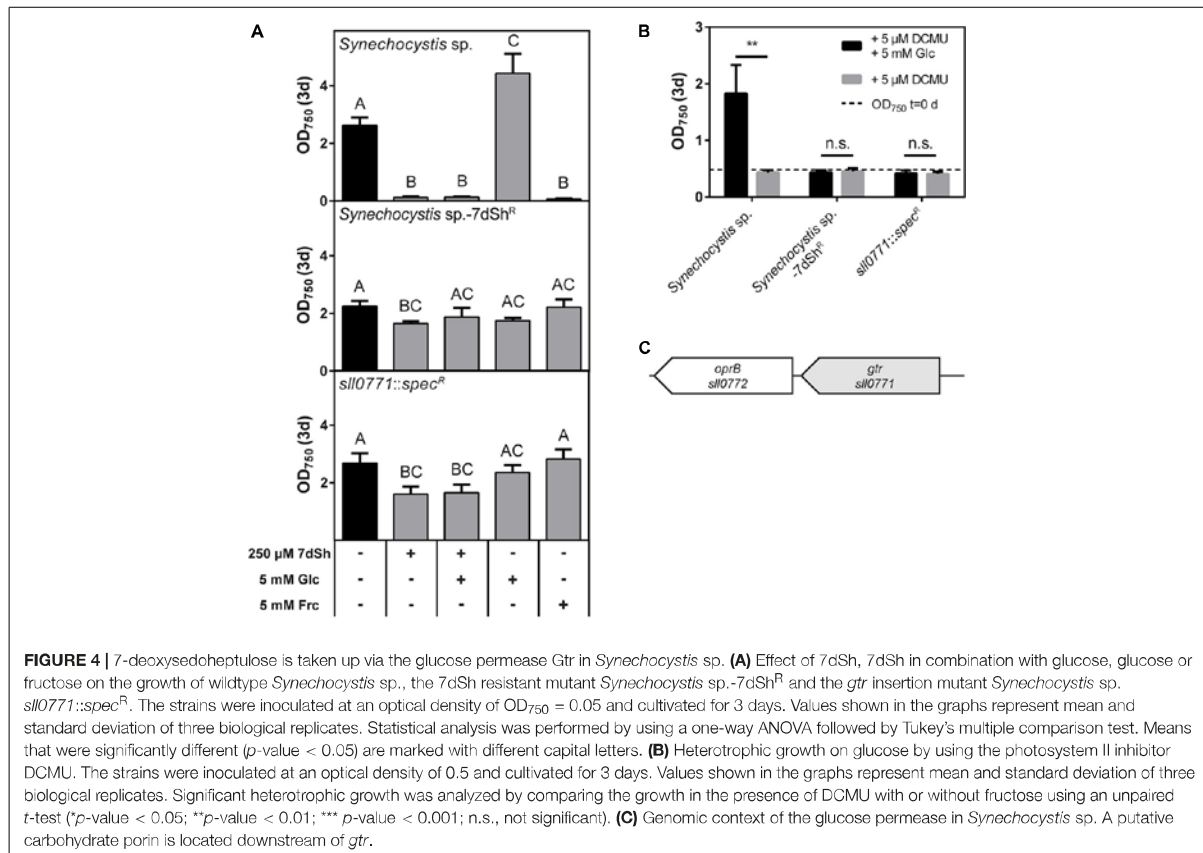 A
Synechocystis sp.
OD750 (3d)
4
2
0
A
B
B
C
B
Synechocystis sp.-7dShR
OD750 (3d)
4
2
0
A
BC
AC
AC
AC
sll0771::specR
OD750 (3d)
4
2
0
A
BC
BC
AC
A
250 µM 7dSh - + + - -
5 mM Glc - - + + -
5 mM Frc - - - - +
B
OD750 (3d)
3
2
1
0
**
n.s.
n.s.
+ 5 µM DCMU
+ 5 mM Glc
+ 5 µM DCMU
OD750 t=0 d
Synechocystis sp.
Synechocystis sp.
-7dShR
sll0771::specR
C
oprB
sll0772
gtr
sll0771
FIGURE 4 | 7-deoxysedoheptulose is taken up via the glucose permease Gtr in Synechocystis sp. (A) Effect of 7dSh, 7dSh in combination with glucose, glucose or
fructose on the growth of wildtype Synechocystis sp., the 7dSh resistant mutant Synechocystis sp.-7dShR and the gtr insertion mutant Synechocystis sp.
sll0771::specR. The strains were inoculated at an optical density of OD750 = 0.05 and cultivated for 3 days. Values shown in the graphs represent mean and
standard deviation of three biological replicates. Statistical analysis was performed by using a one-way ANOVA followed by Tukey's multiple comparison test. Means
that were significantly different (p-value < 0.05) are marked with different capital letters. (B) Heterotrophic growth on glucose by using the photosystem II inhibitor
DCMU. The strains were inoculated at an optical density of 0.5 and cultivated for 3 days. Values shown in the graphs represent mean and standard deviation of three
biological replicates. Significant heterotrophic growth was analyzed by comparing the growth in the presence of DCMU with or without fructose using an unpaired
t-test (*p-value < 0.05; **p-value < 0.01; *** p-value < 0.001; n.s., not significant). (C) Genomic context of the glucose permease in Synechocystis sp. A putative
carbohydrate porin is located downstream of gtr.